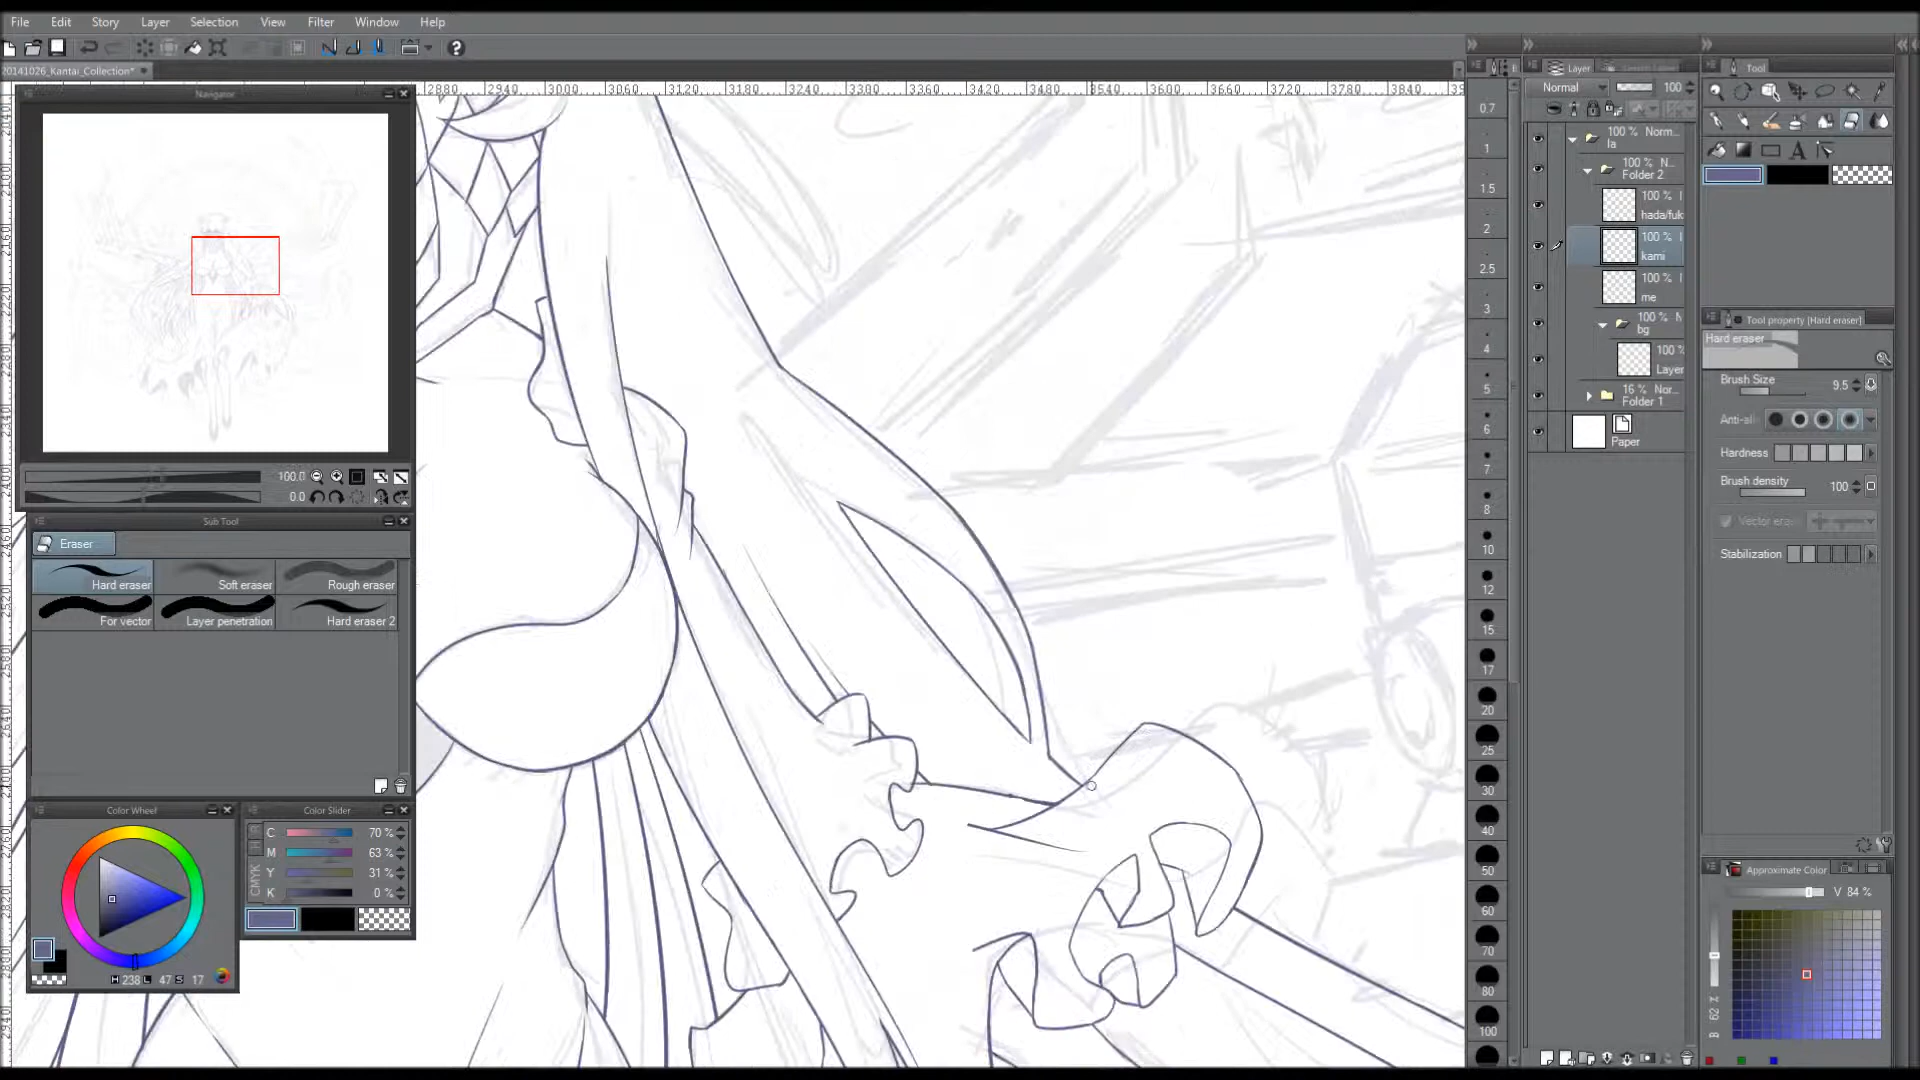 File Edit Story Layer Selection View Filter Window Help
20141026_Kantai_Collection*
2880 2940 3000 3060 3120 3180 3240 3300 3360 3420 3480 3540 3600 3660 3720 3780 3840
Navigator
100.0
0.0
Sub Tool
Eraser
Hard eraser Soft eraser Rough eraser
For vector Layer penetration Hard eraser 2
Color Wheel
H 238 L 47 S 17
Color Slider
CMYK
C 70 %
M 63 %
Y 31 %
K 0 %
0.7
1
1.5
2
2.5
3
4
5
6
7
8
10
12
15
17
20
25
30
40
50
60
70
80
100
Layer
Normal 100
100 % Norm...
la
100 % N...
Folder 2
100 %
hada/fuk
100 %
kami
100 %
me
100 % N
bg
100 %
Layer
16 % Nor...
Folder 1
Paper
Tool
A
Tool property [Hard eraser]
Hard eraser
Brush Size 9.5
Anti-ali
Hardness
Brush density 100
Vector era
Stabilization
Approximate Color
V 84 %
62